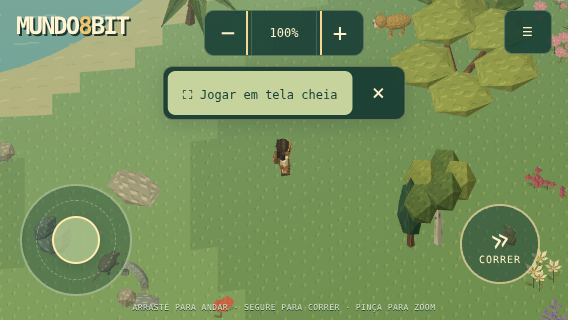 MUNDO8BIT
− 100% +
☰
⛶ Jogar em tela cheia ×
CORRER
ARRASTE PARA ANDAR · SEGURE PARA CORRER · PINÇA PARA ZOOM